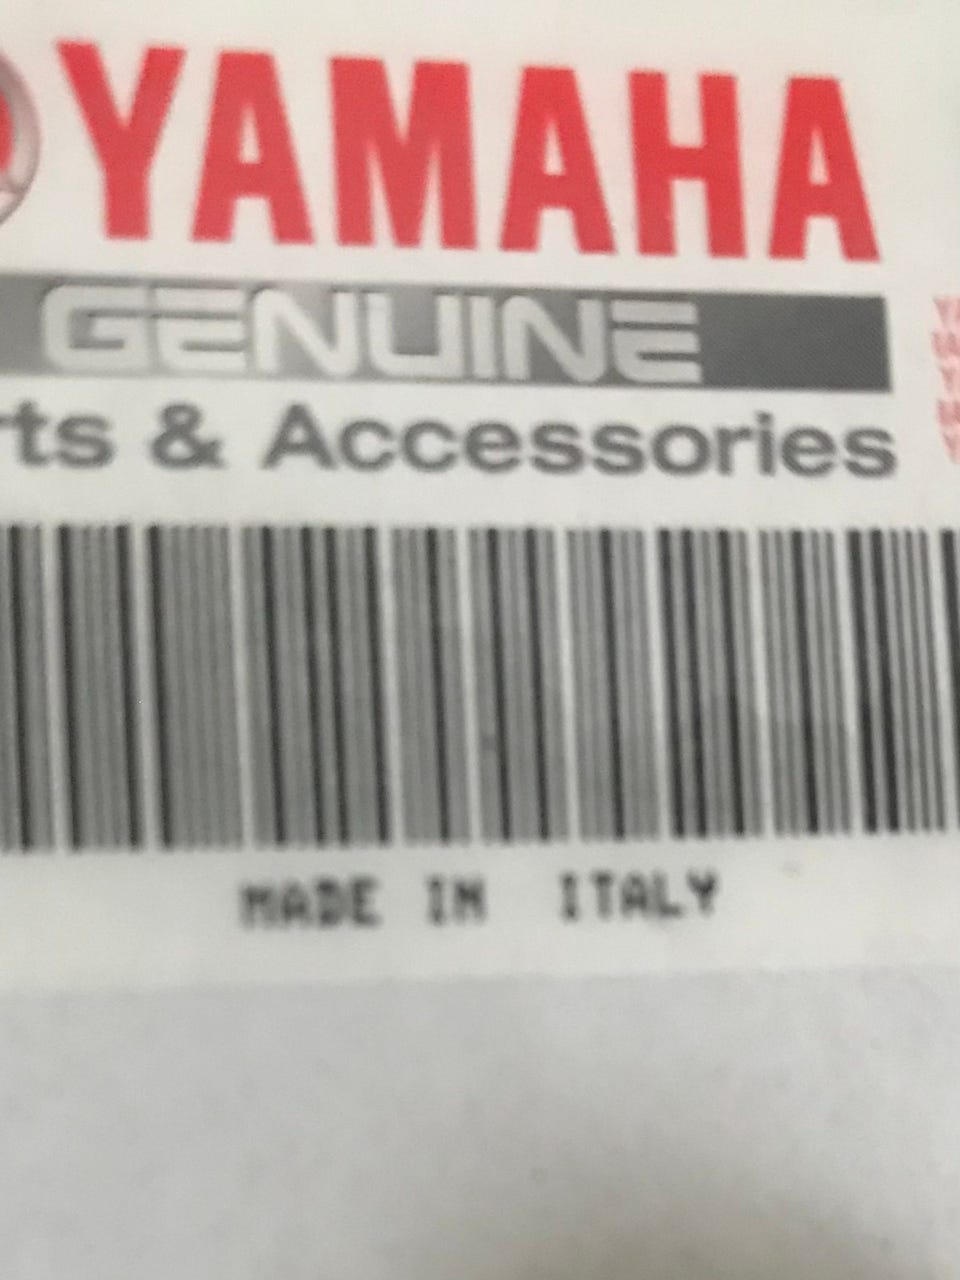 YAMAHA
GENUINE
rts & Accessories
MADE IN ITALY